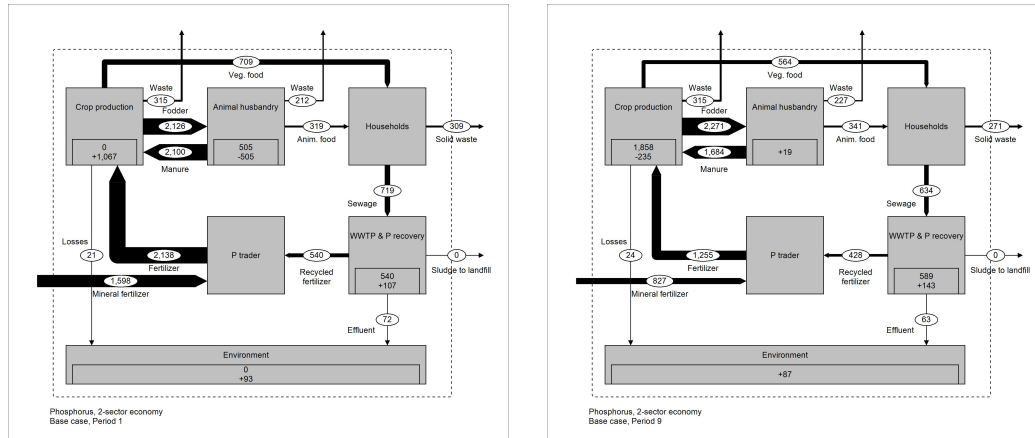 709
Veg. food
Waste
Waste
Crop production
315
Animal husbandry
212
Households
Fodder
2,126
319
309
Anim. food
Solid waste
0
+1,067
2,100
505
-505
Manure
719
Sewage
WWTP & P recovery
Losses
P trader
21
2,138
540
0
Fertilizer
Recycled
fertilizer
Sludge to landfill
1,598
540
+107
Mineral fertilizer
72
Effluent
Environment
0
+93
Phosphorus, 2-sector economy
Base case, Period 1
564
Veg. food
Waste
Waste
Crop production
315
Animal husbandry
227
Households
Fodder
2,271
341
271
Anim. food
Solid waste
1,858
-235
1,684
+19
Manure
634
Sewage
WWTP & P recovery
Losses
P trader
24
1,255
428
0
Fertilizer
Recycled
fertilizer
Sludge to landfill
827
589
+143
Mineral fertilizer
63
Effluent
Environment
+87
Phosphorus, 2-sector economy
Base case, Period 9